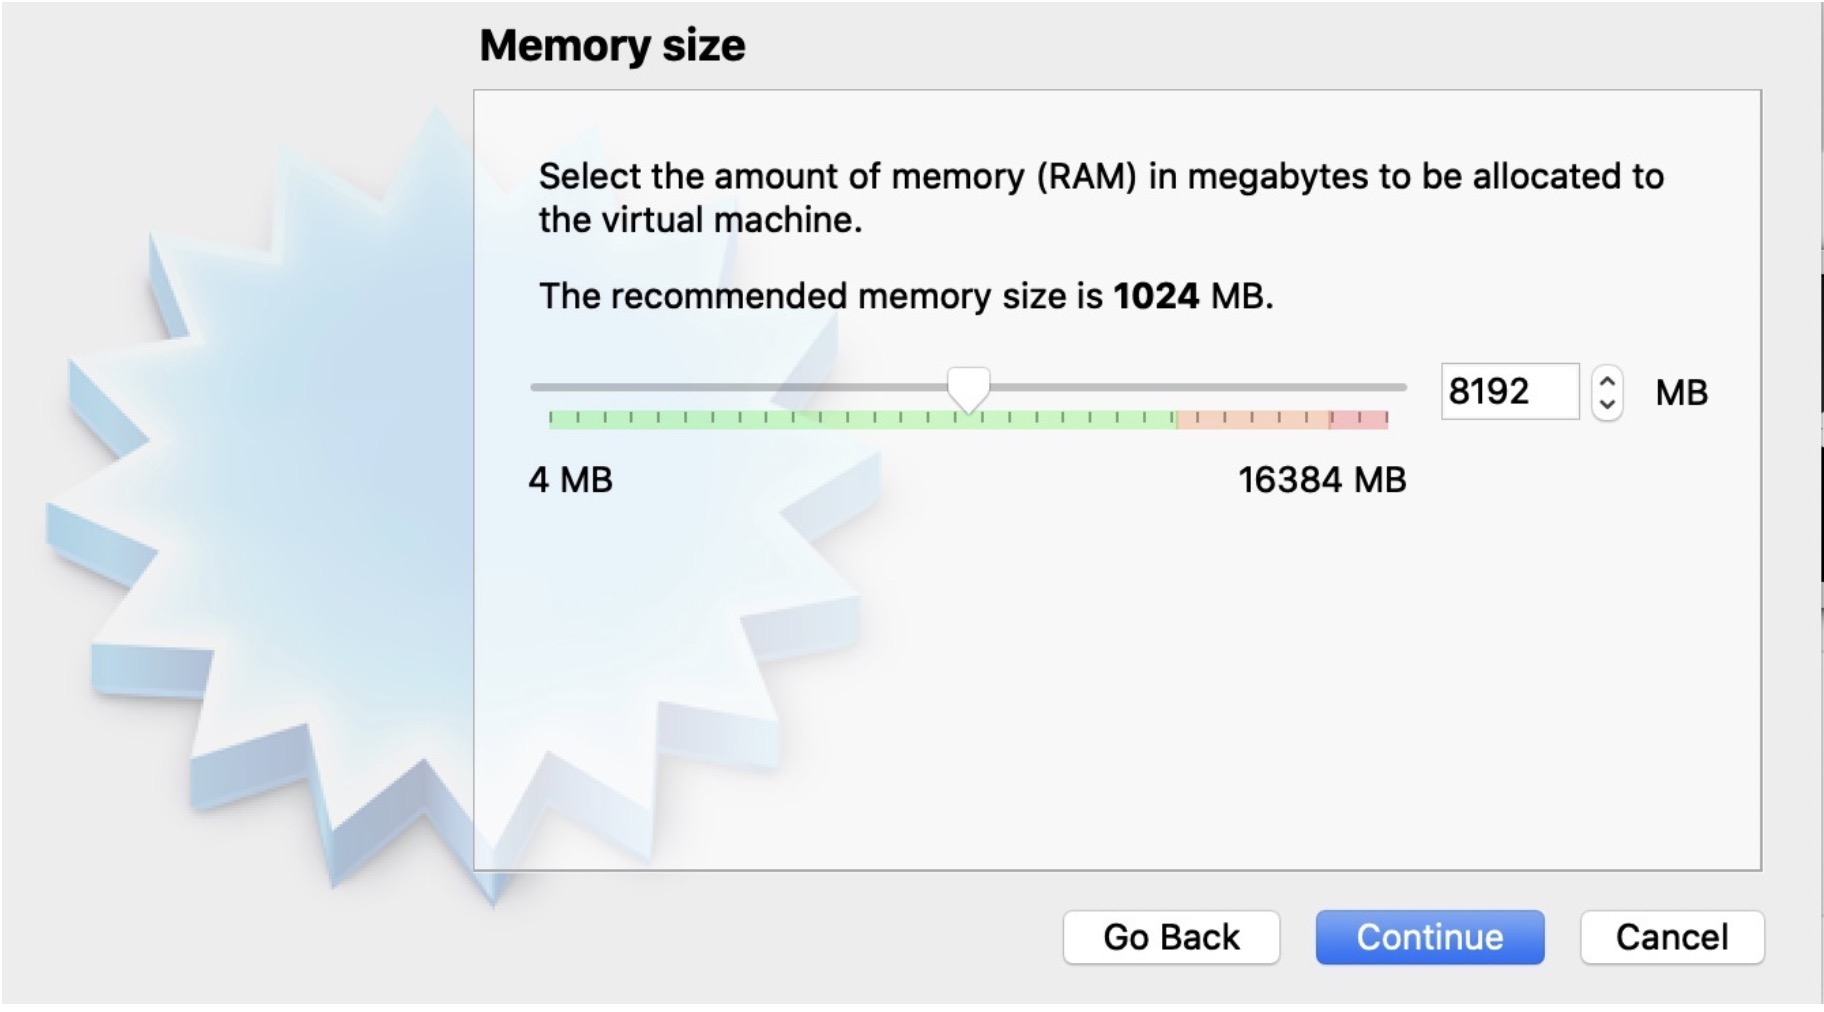 Memory size
Select the amount of memory (RAM) in megabytes to be allocated to
the virtual machine.
The recommended memory size is 1024 MB.
8192 MB
4 MB 16384 MB
Go Back Continue Cancel